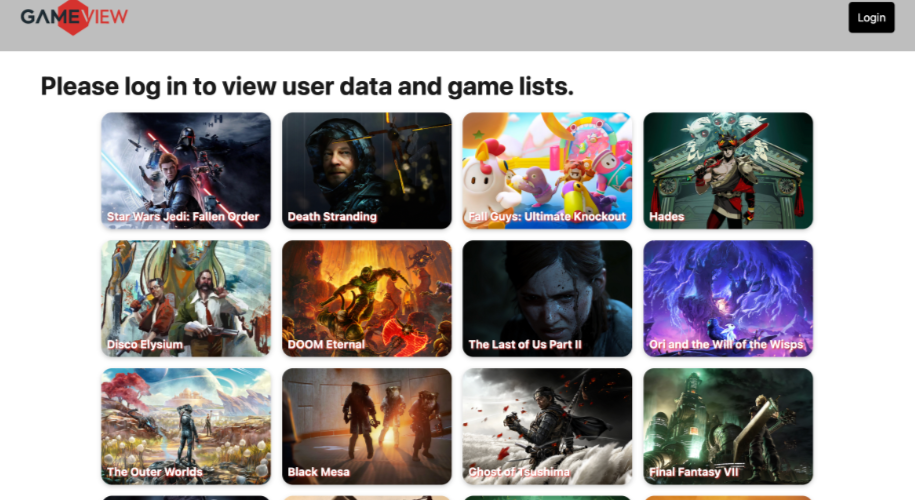 GAMEVIEW
Login
Please log in to view user data and game lists.
Star Wars Jedi: Fallen Order
Death Stranding
Fall Guys: Ultimate Knockout
Hades
Disco Elysium
DOOM Eternal
The Last of Us Part II
Ori and the Will of the Wisps
The Outer Worlds
Black Mesa
Ghost of Tsushima
Final Fantasy VII